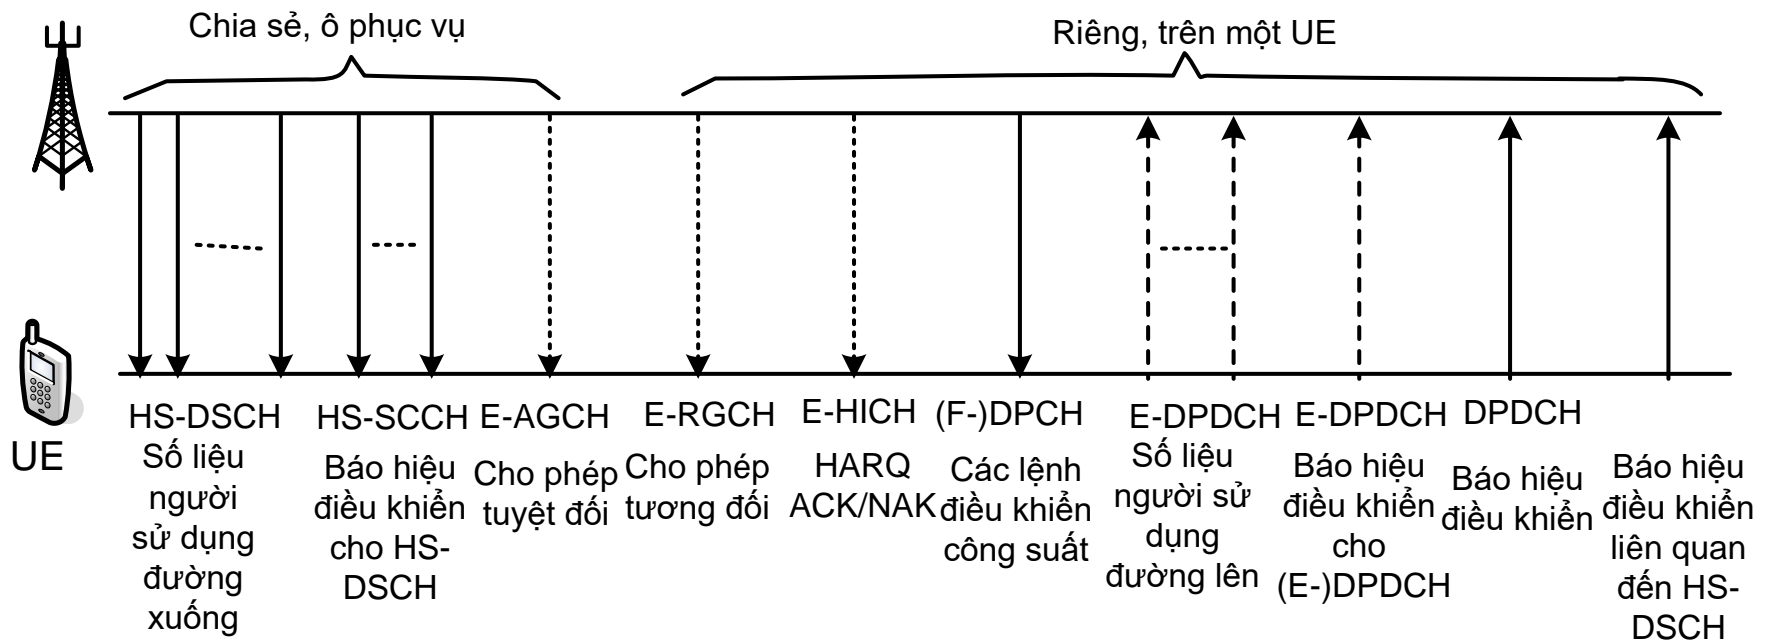 Chia sẻ, ô phục vụ
Riêng, trên một UE
UE
HS-DSCH
Số liệu
người
sử dụng
đường
xuống
HS-SCCH
Báo hiệu
điều khiển
cho HS-
DSCH
E-AGCH
Cho phép
tuyệt đối
E-RGCH
Cho phép
tương đối
E-HICH
HARQ
ACK/NAK
(F-)DPCH
Các lệnh
điều khiển
công suất
E-DPDCH
Số liệu
người sử
dụng
đường lên
E-DPDCH
Báo hiệu
điều khiển
cho
(E-)DPDCH
DPDCH
Báo hiệu
điều khiển
Báo hiệu
điều khiển
liên quan
đến HS-
DSCH